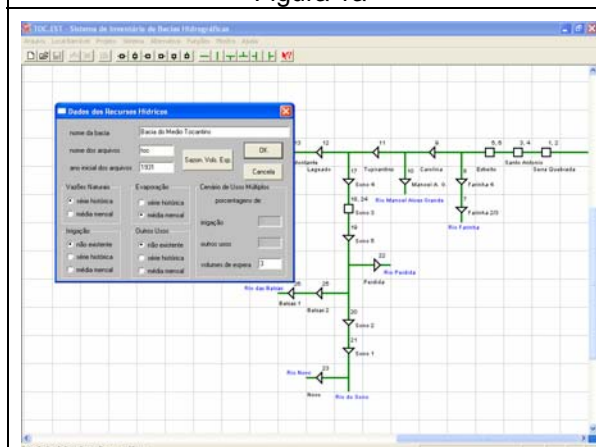 Figura 1a
TOC.EST - Sistema de Inventário de Bacias Hidrográficas
Dados dos Recursos Hídricos
nome da bacia
Bacia do Medio Tocantins
nome dos arquivos
toc
ano inicial dos arquivos
1931
Sazon. Vols. Esp.
OK
Cancela
Vazões Naturais
série histórica
média mensal
Evaporação
série histórica
média mensal
Cenário de Usos Múltiplos
porcentagens de:
irrigação
outros usos
volumes de espera
3
Irrigação
não existente
série histórica
média mensal
Outros Usos
não existente
série histórica
média mensal
13 12 11 9 5, 6 3, 4 1, 2
Lageado
Tupiratins
Carolina
Estreito
Santo Antonio
Serra Quebrada
17
Sono 4
10
Manoel A. G
Rio Manoel Alves Grande
8
Farinha 6
7
Farinha 2/3
Rio Farinha
18, 24
Sono 3
19
Sono 5
22
Perdida
Rio Perdida
Rio das Balsas
26
Balsas 1
25
Balsas 2
20
Sono 2
21
Sono 1
Rio Novo
23
Novo
Rio do Sono